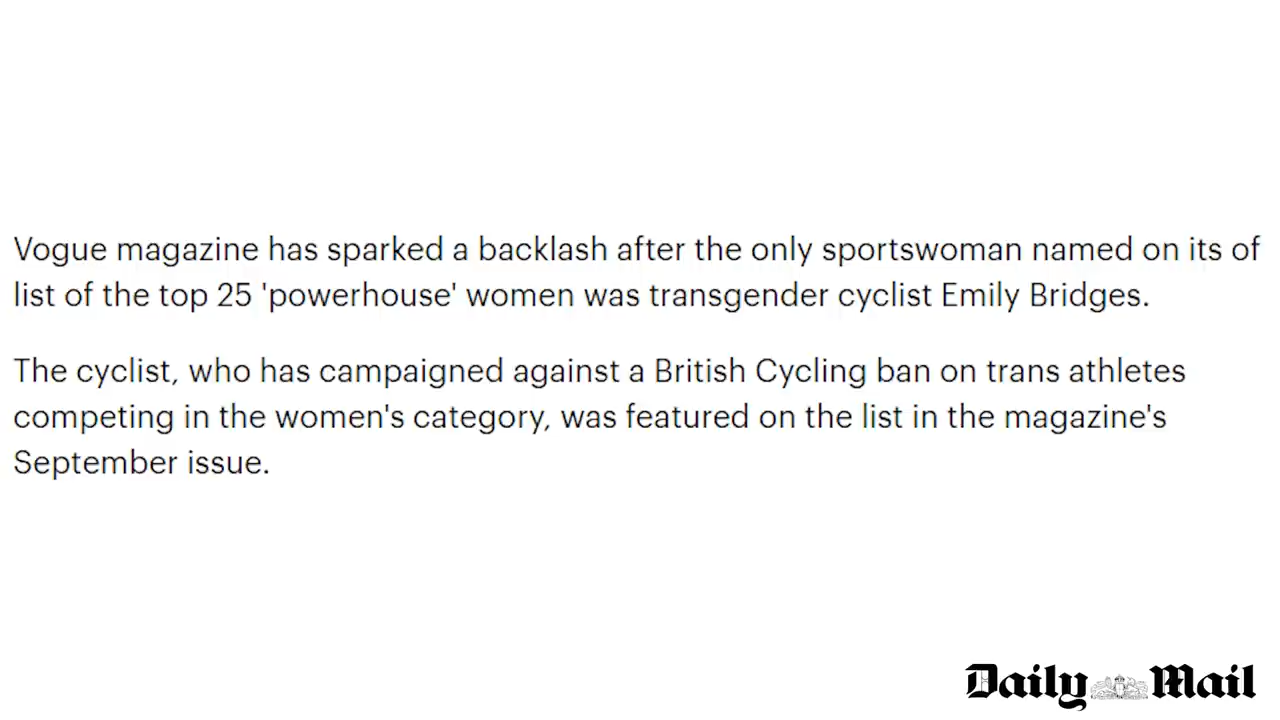 Vogue magazine has sparked a backlash after the only sportswoman named on its of
list of the top 25 'powerhouse' women was transgender cyclist Emily Bridges.
The cyclist, who has campaigned against a British Cycling ban on trans athletes
competing in the women's category, was featured on the list in the magazine's
September issue.
Daily Mail